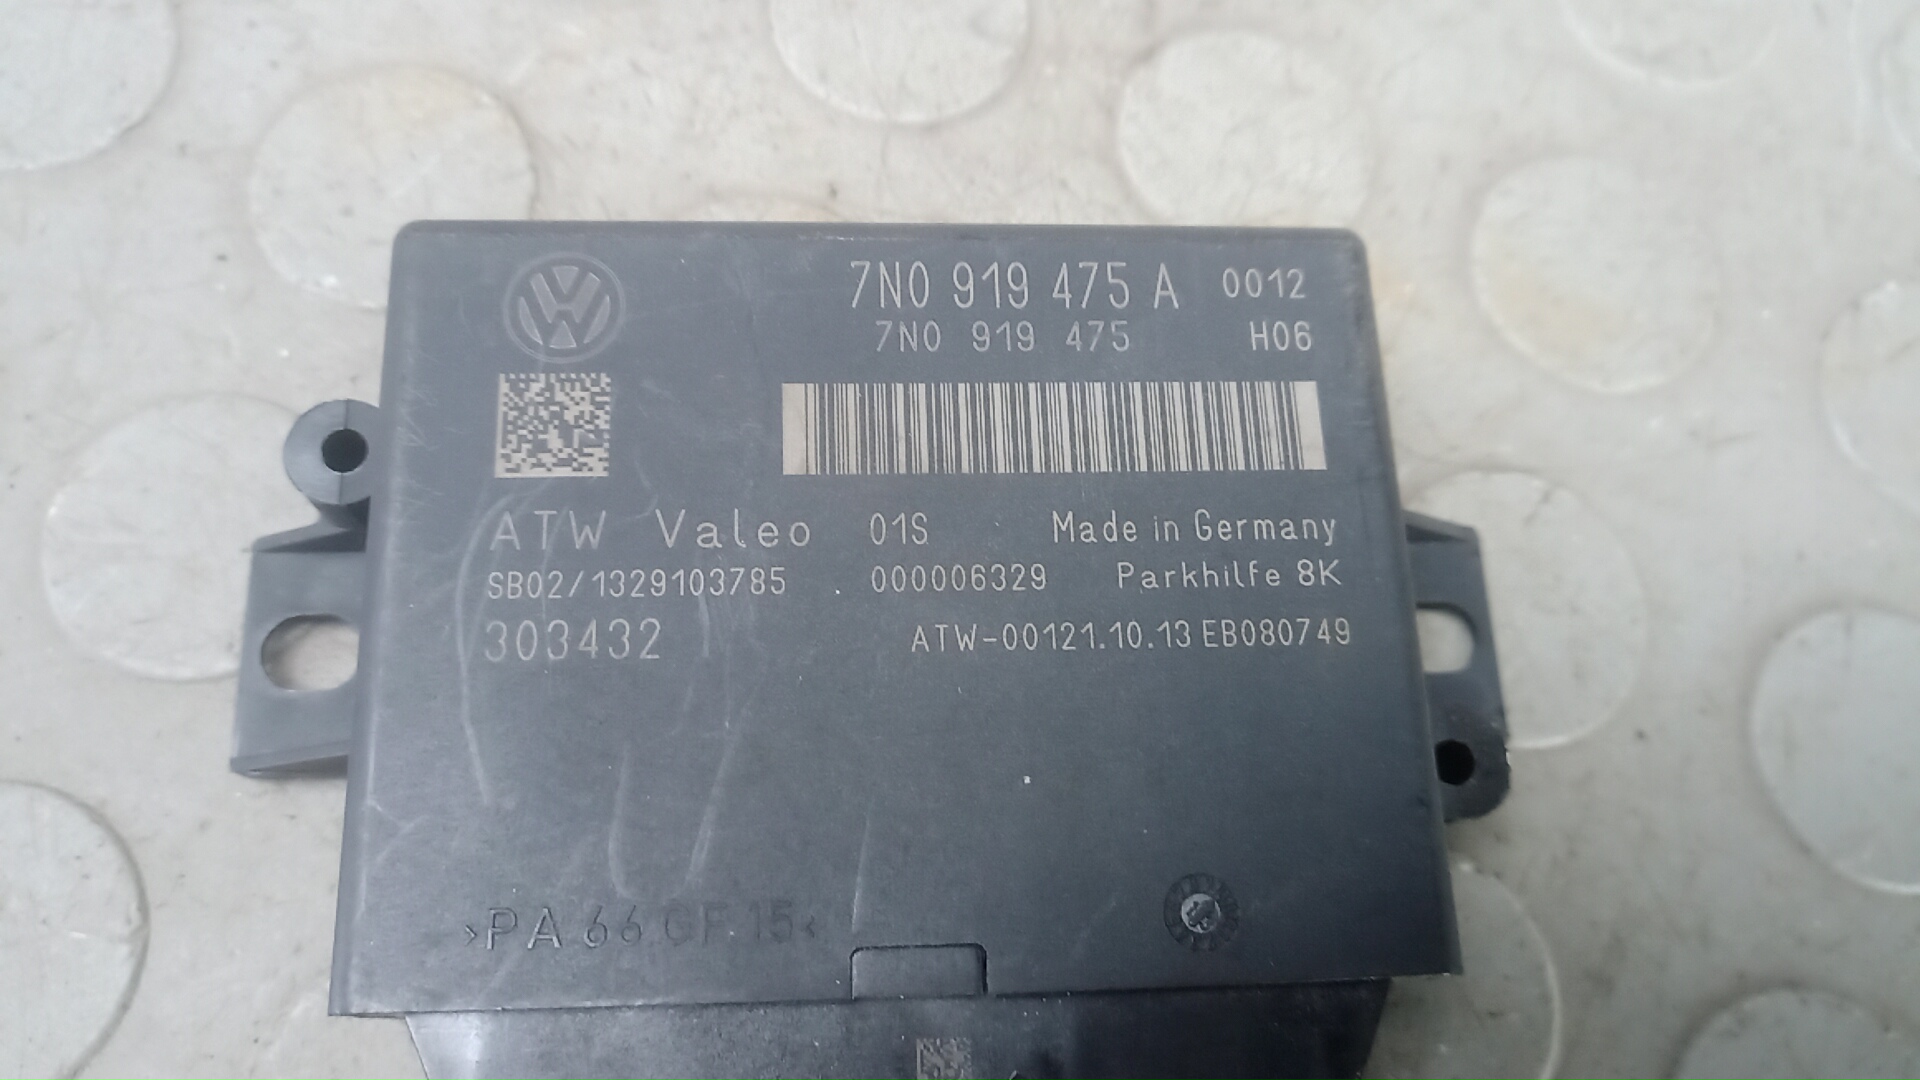 7N0 919 475 A 0012
7N0 919 475 H06
ATW Valeo 01S Made in Germany
SB02/1329103785 000006329 Parkhilfe 8K
303432 ATW-00121.10.13 EB080749
>PA 66 GF 15<